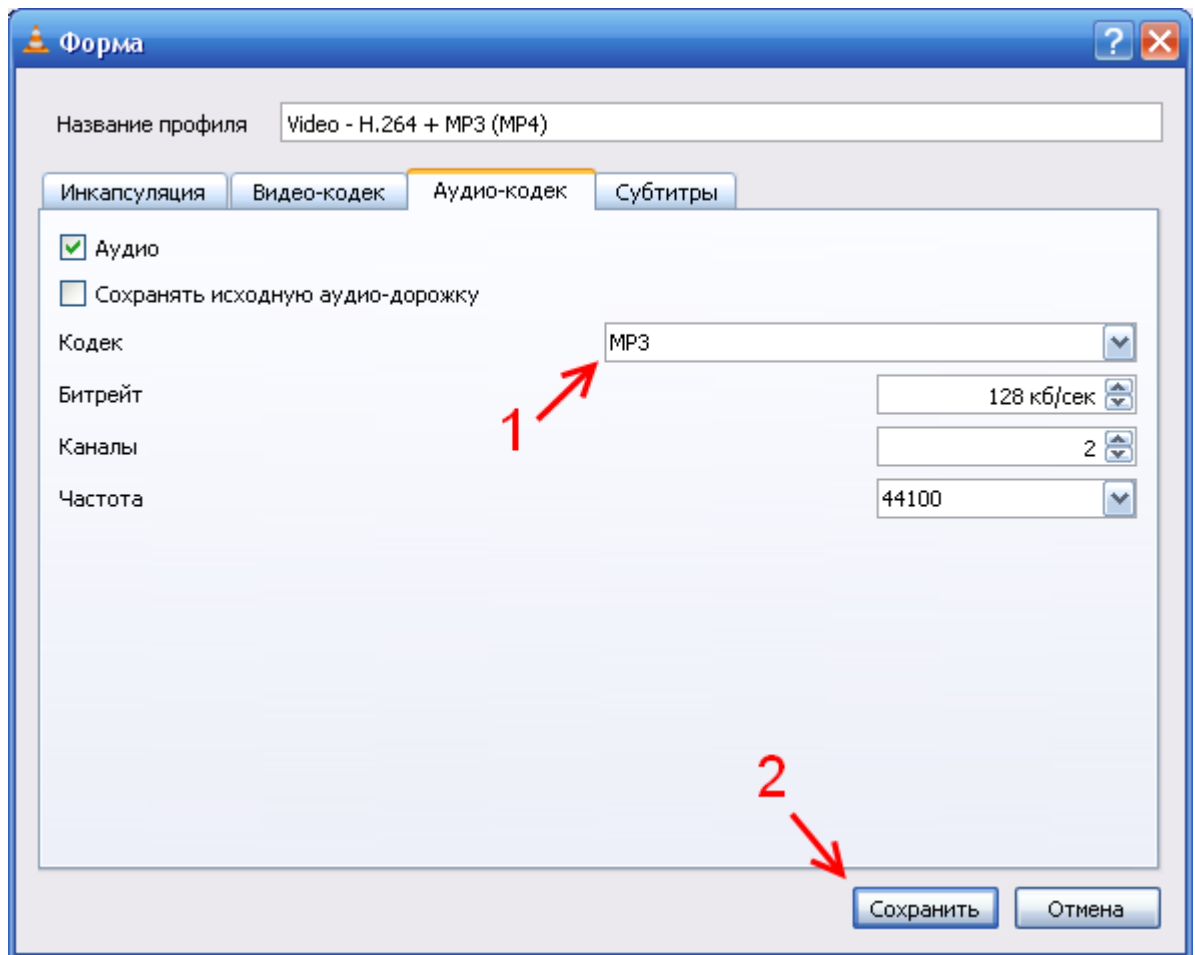 Форма
Название профиля Video - H.264 + MP3 (MP4)
Инкапсуляция Видео-кодек Аудио-кодек Субтитры
Аудио
Сохранять исходную аудио-дорожку
Кодек MP3
Битрейт 128 кб/сек
1
Каналы 2
Частота 44100
2
Сохранить Отмена